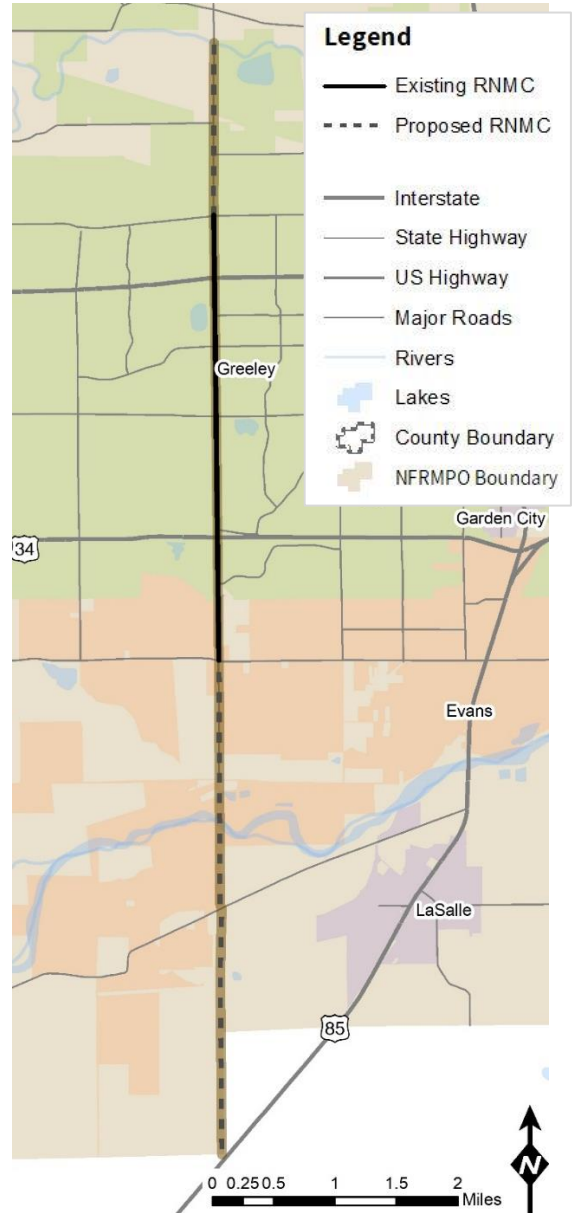 Legend
Existing RNMC
Proposed RNMC
Interstate
State Highway
US Highway
Major Roads
Rivers
Lakes
County Boundary
NFRMPO Boundary
Greeley
Garden City
34
Evans
LaSalle
85
N
0 0.25 0.5 1 1.5 2
Miles